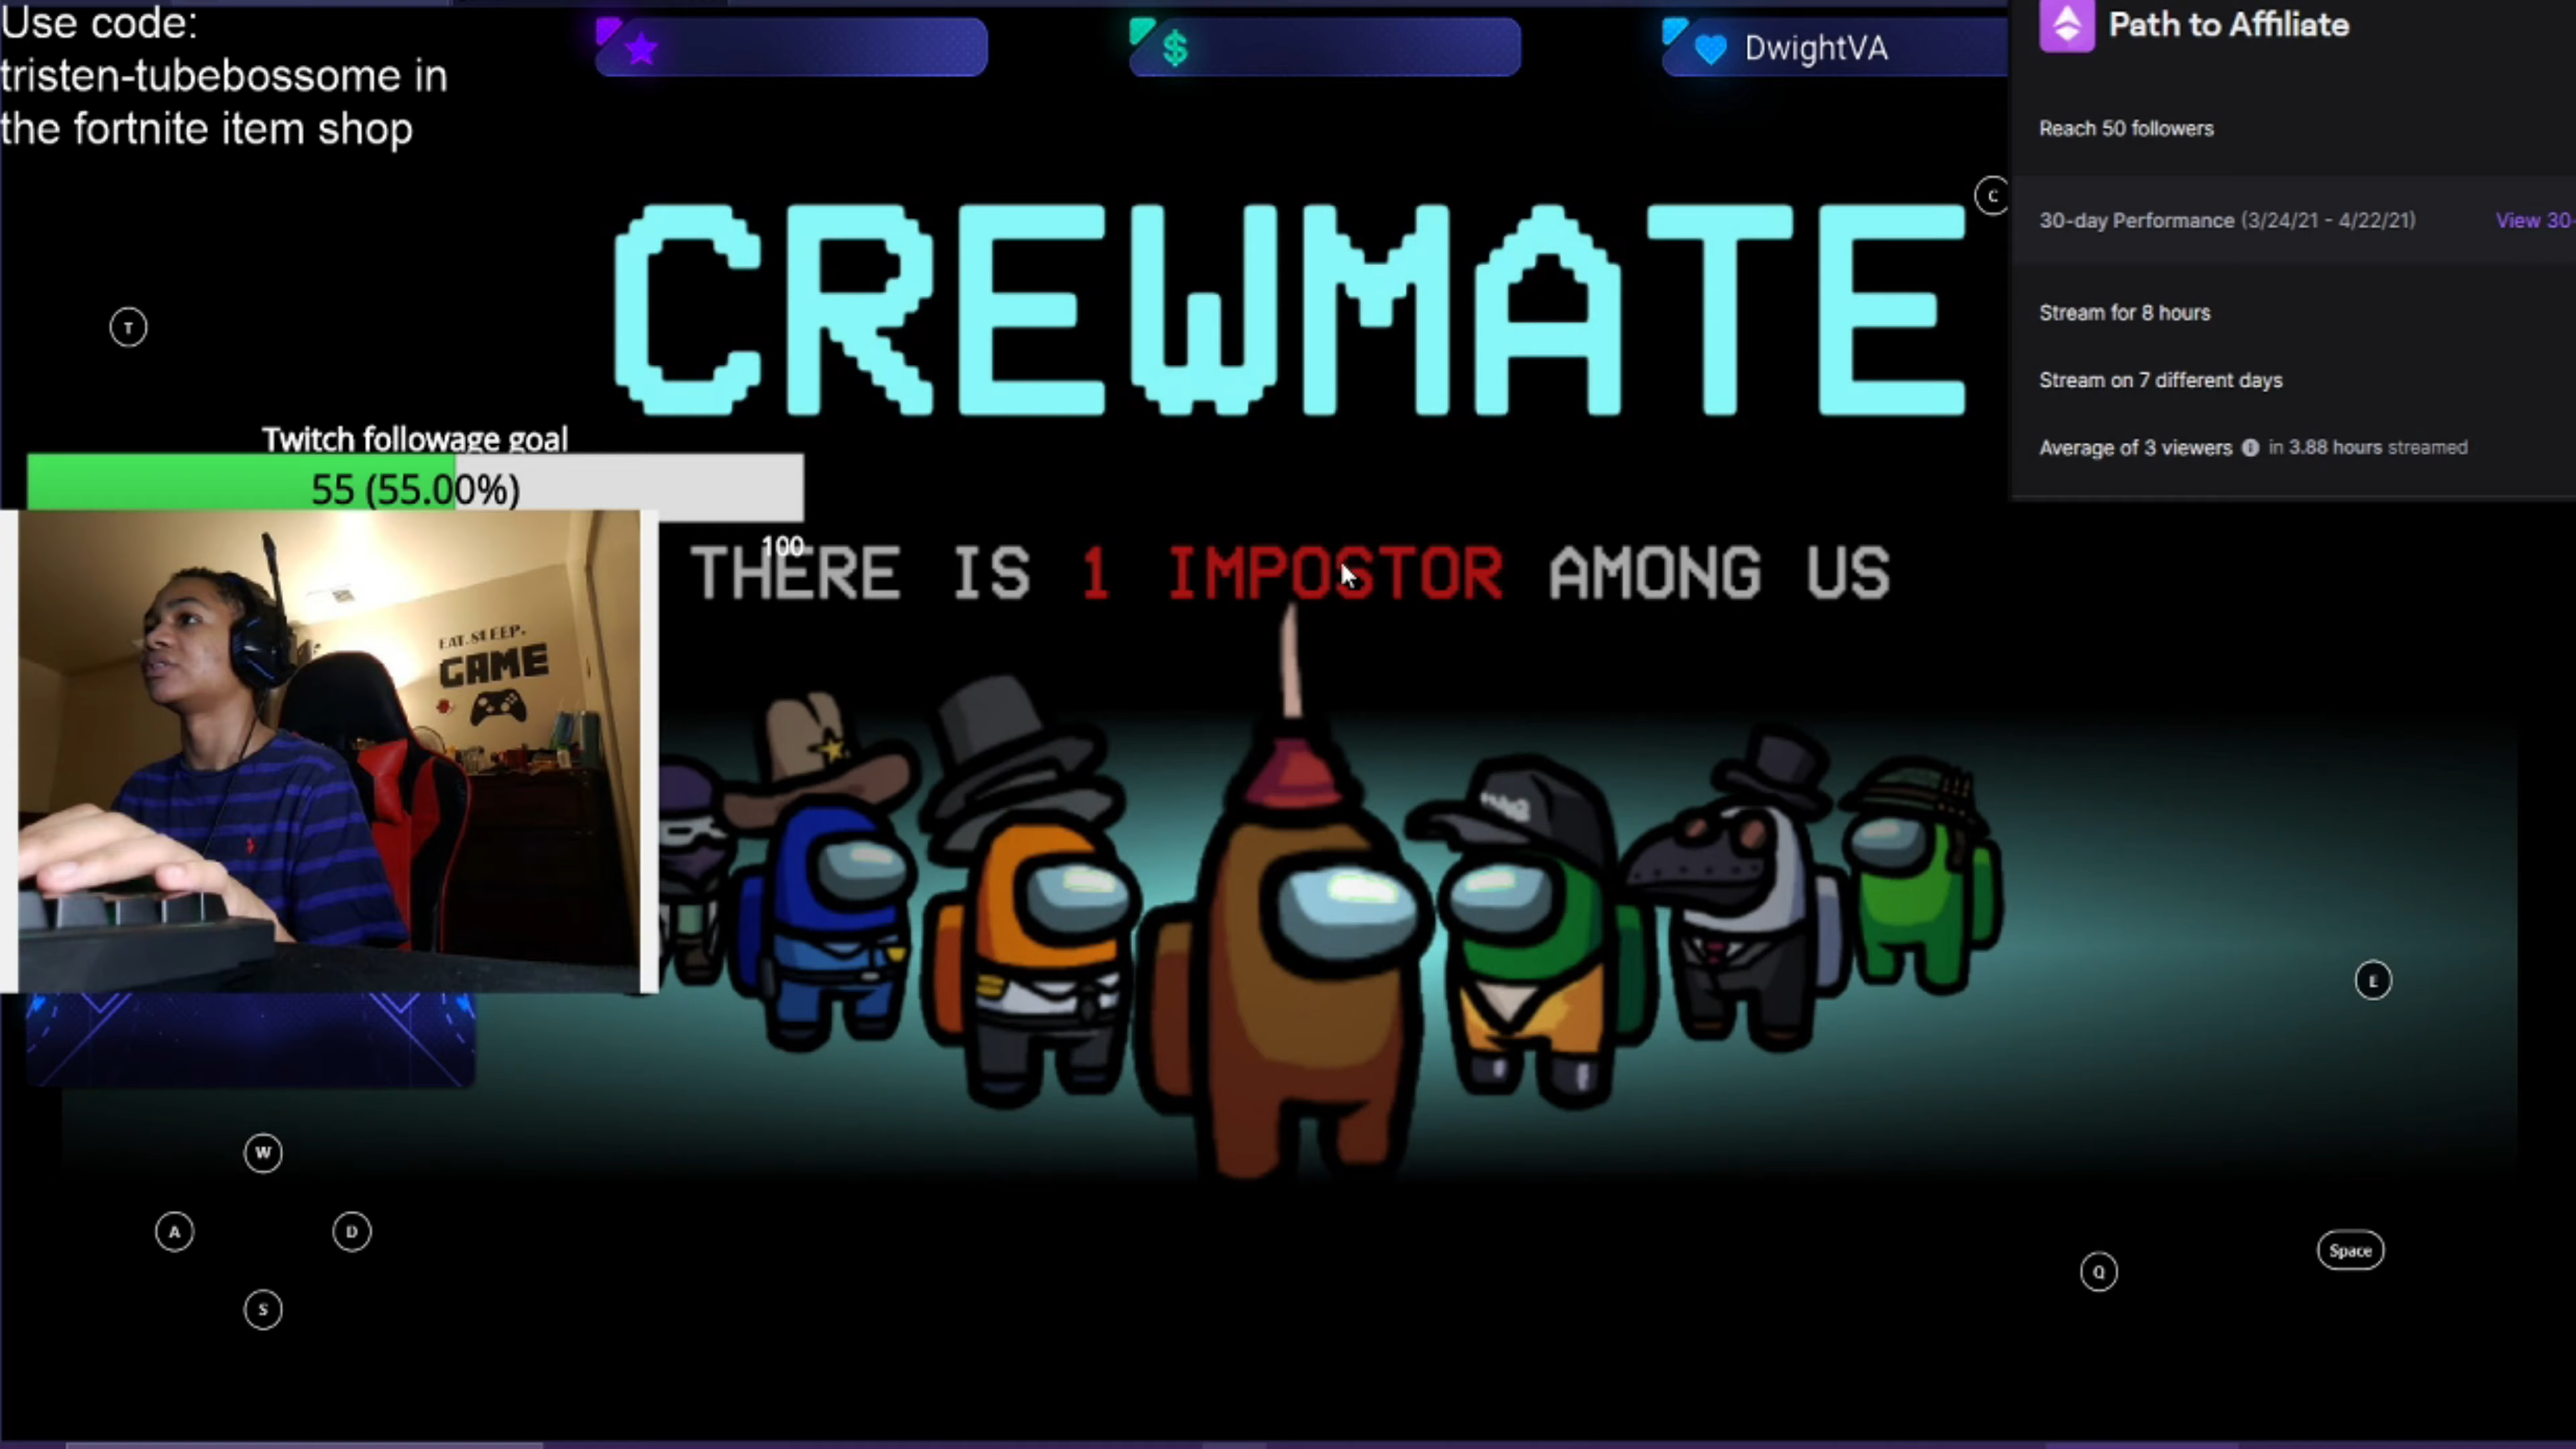 Use code:
tristen-tubebossome in
the fortnite item shop
DwightVA
Path to Affiliate
Reach 50 followers
30-day Performance (3/24/21 - 4/22/21)
View 30-
Stream for 8 hours
Stream on 7 different days
Average of 3 viewers in 3.88 hours streamed
C
CREWMATE
T
Twitch followage goal
55 (55.00%)
100
THERE IS 1 IMPOSTOR AMONG US
EAT. SLEEP.
GAME
E
W
A
D
S
Q
Space